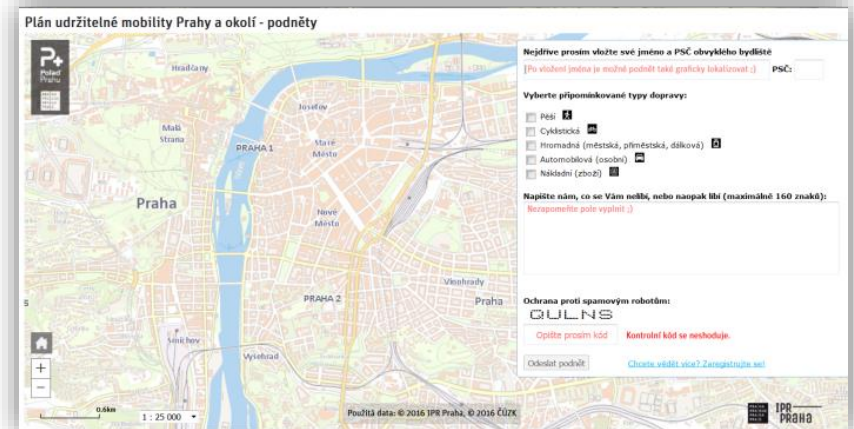 Plán udržitelné mobility Prahy a okolí - podněty
P+
Polaď
Prahu
Hradčany
Josefov
Malá
Strana
PRAHA 1
Staré
Město
Praha
Nové
Město
Vinohrady
PRAHA 2
Praha
Smíchov
Vyšehrad
+
−
0.6km
1 : 25 000
Použitá data: © 2016 IPR Praha, © 2016 ČÚZK
Nejdříve prosím vložte své jméno a PSČ obvyklého bydliště
[Po vložení jména je možné podnět také graficky lokalizovat ;)
PSČ:
Vyberte připomínkované typy dopravy:
Pěší
Cyklistická
Hromadná (městská, příměstská, dálková)
Automobilová (osobní)
Nákladní (zboží)
Napište nám, co se Vám nelíbí, nebo naopak líbí (maximálně 160 znaků):
Nezapomeňte pole vyplnit ;)
Ochrana proti spamovým robotům:
QULNS
Opište prosím kód
Kontrolní kód se neshoduje.
Odeslat podnět
Chcete vědět více? Zaregistrujte se!
IPR
PRAHA